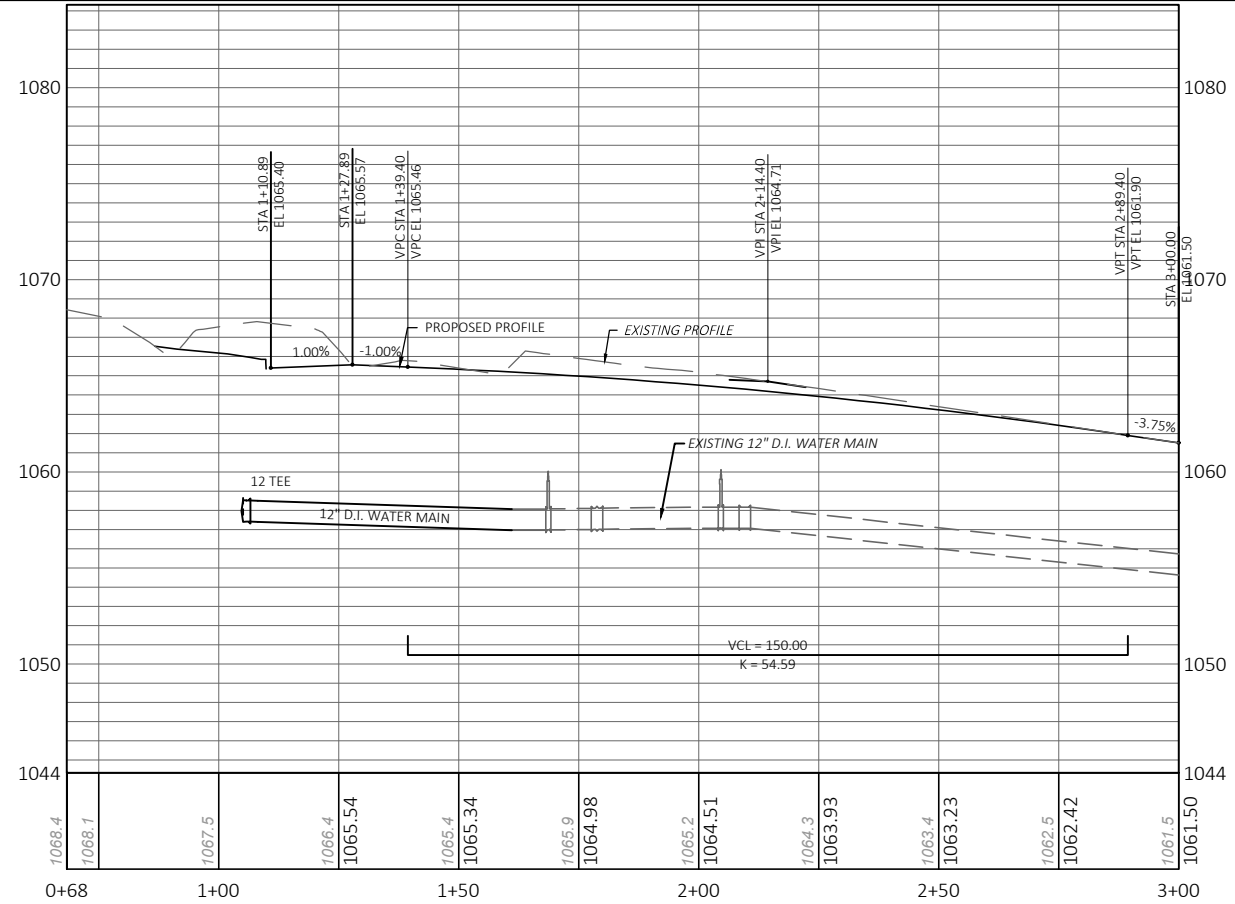 1080
1080
STA 1+10.89
EL 1065.40
STA 1+27.89
EL 1065.57
VPC STA 1+39.40
VPC EL 1065.46
VPI STA 2+14.40
VPI EL 1064.71
VPT STA 2+89.40
VPT EL 1061.90
STA 3+00.00
EL 1061.50
1070
1070
1.00%
-1.00%
PROPOSED PROFILE
EXISTING PROFILE
-3.75%
EXISTING 12" D.I. WATER MAIN
1060
1060
12 TEE
12" D.I. WATER MAIN
VCL = 150.00
K = 54.59
1050
1050
1044
1044
1068.4
1068.1
1067.5
1066.4
1065.54
1065.4
1065.34
1065.9
1064.98
1065.2
1064.51
1064.3
1063.93
1063.4
1063.23
1062.5
1062.42
1061.5
1061.50
0+68
1+00
1+50
2+00
2+50
3+00